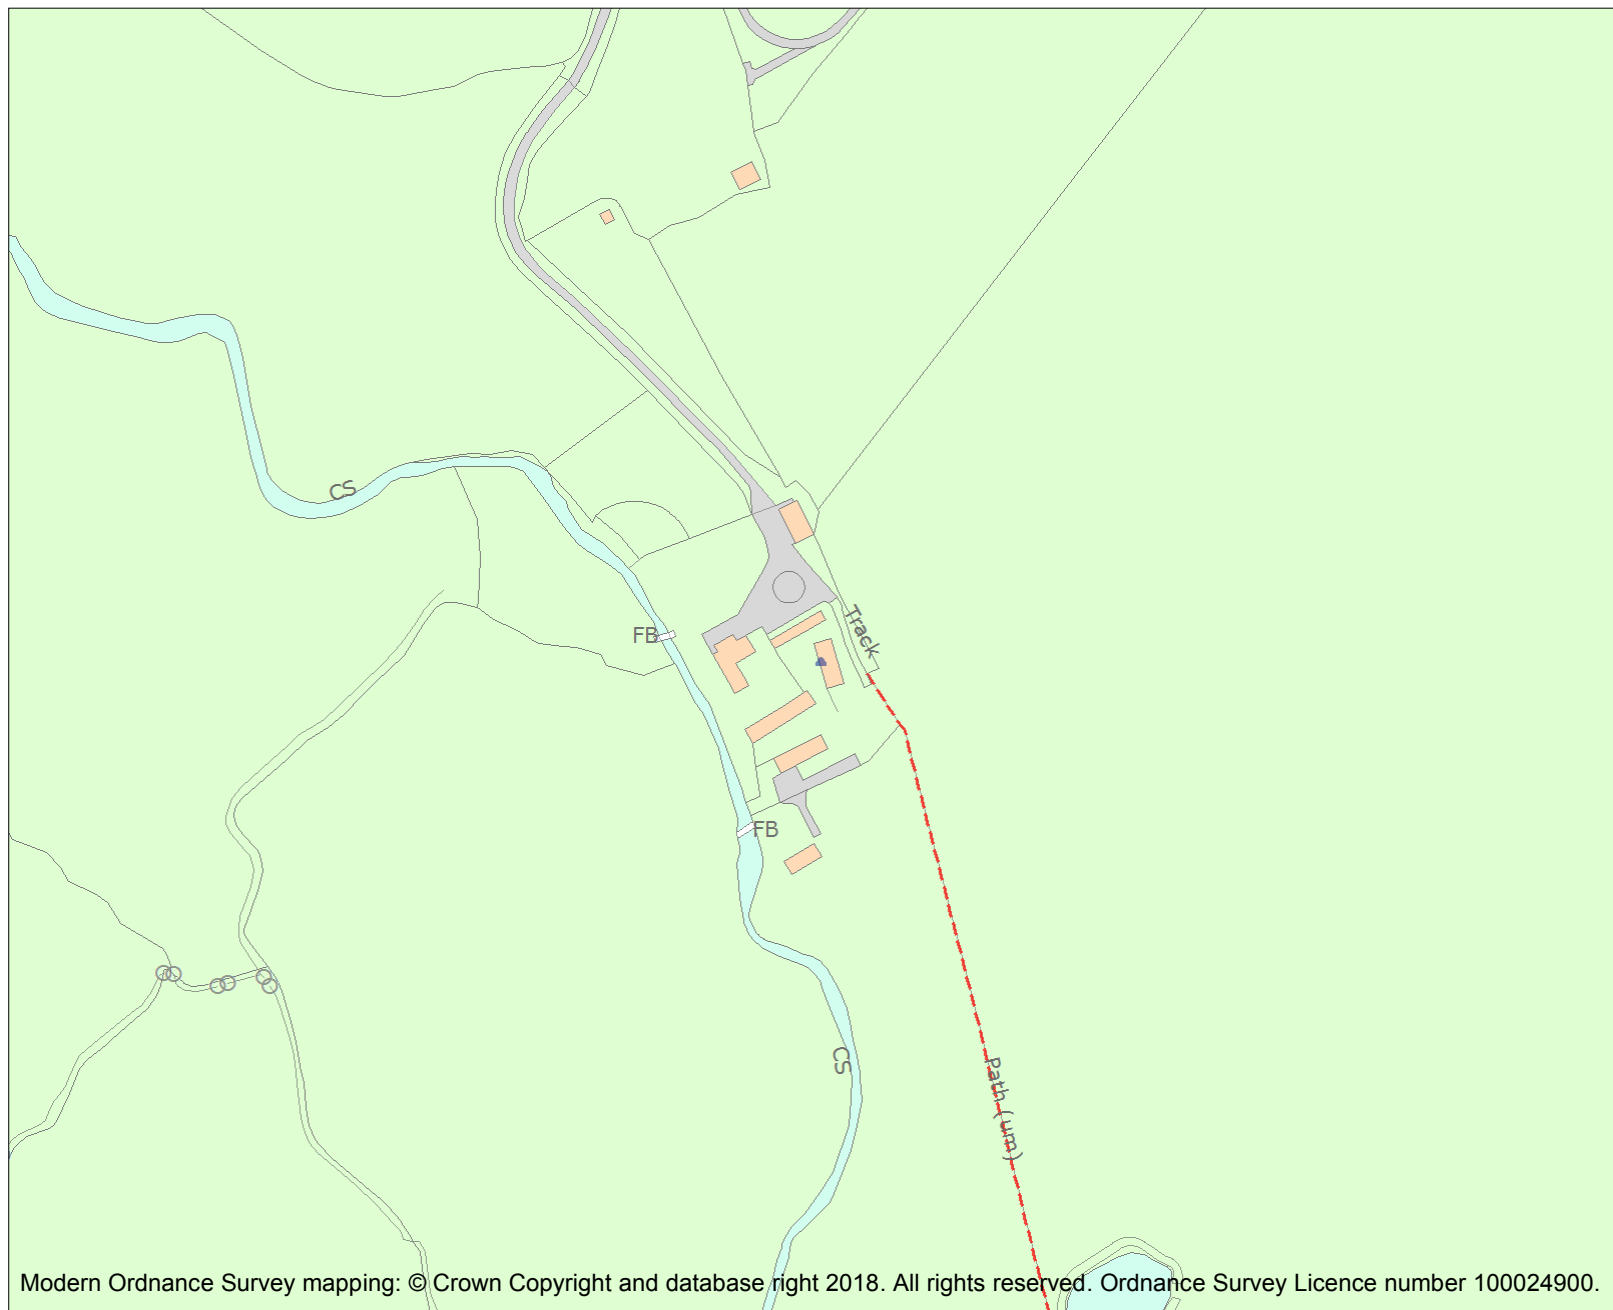 CS
Track
FB
FB
CS
Path (um)
Modern Ordnance Survey mapping: © Crown Copyright and database right 2018. All rights reserved. Ordnance Survey Licence number 100024900.